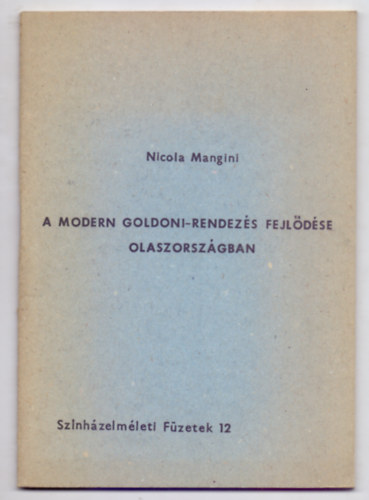 Nicola Mangini
A MODERN GOLDONI-RENDEZÉS FEJLŐDÉSE
OLASZORSZÁGBAN
Színházelméleti Füzetek 12